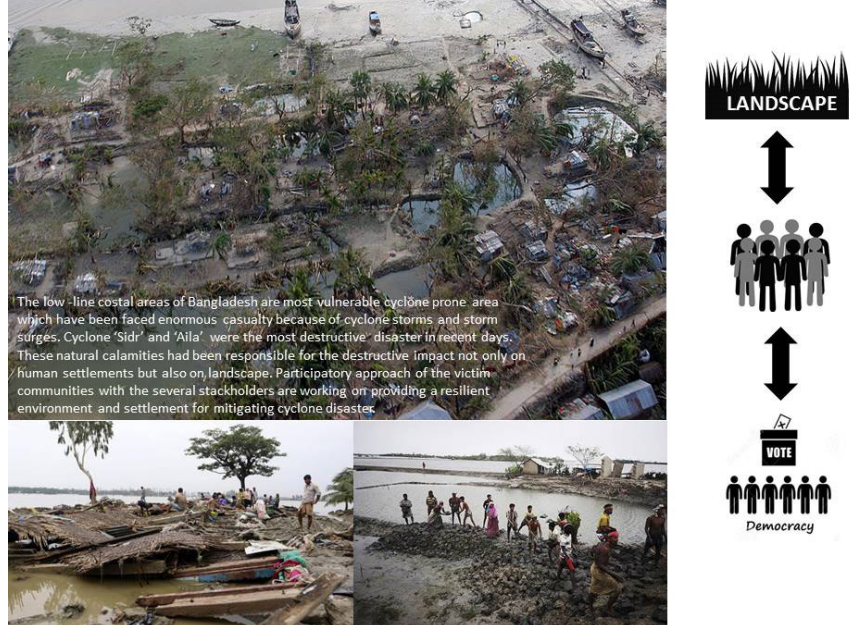 The low -line costal areas of Bangladesh are most vulnerable cyclone prone area
which have been faced enormous casualty because of cyclone storms and storm
surges. Cyclone ‘Sidr’ and ‘Aila’ were the most destructive disaster in recent days.
These natural calamities had been responsible for the destructive impact not only on
human settlements but also on landscape. Participatory approach of the victim
communities with the several stackholders are working on providing a resilient
environment and settlement for mitigating cyclone disaster.
LANDSCAPE
VOTE
Democracy